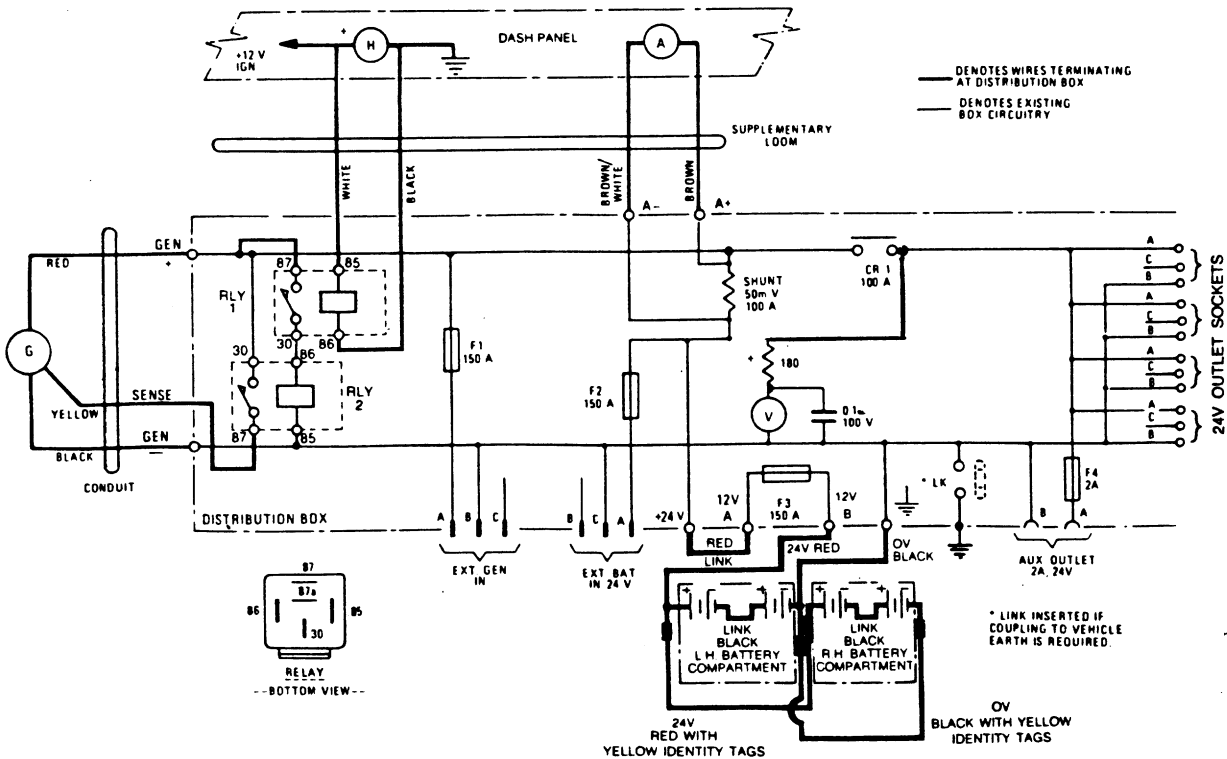 DASH PANEL
+
H
A
+12 V
IGN
DENOTES WIRES TERMINATING
AT DISTRIBUTION BOX
DENOTES EXISTING
BOX CIRCUITRY
SUPPLEMENTARY
LOOM
WHITE
BLACK
BROWN/
WHITE
BROWN
A-
A+
GEN
+
RED
87
85
RLY
1
30
86
30
86
RLY
2
87
85
G
SENSE
YELLOW
GEN
—
BLACK
CONDUIT
F1
150 A
F2
150 A
SHUNT
50m V
100 A
CR 1
100 A
+
180
V
100 V
A
C
B
A
C
B
A
C
B
A
C
B
24V OUTLET SOCKETS
* LK
F4
2A
DISTRIBUTION BOX
A
B
C
EXT GEN
IN
B
C
A
EXT BAT
IN 24 V
+24 V
12V
A
F3
150 A
12V
B
RED
LINK
24V RED
OV
BLACK
B
A
AUX OUTLET
2A, 24V
+
+
+
+
LINK
BLACK
L H BATTERY
COMPARTMENT
LINK
BLACK
R H BATTERY
COMPARTMENT
* LINK INSERTED IF
COUPLING TO VEHICLE
EARTH IS REQUIRED.
87
87a
86
85
30
RELAY
--BOTTOM VIEW--
24V
RED WITH
YELLOW IDENTITY TAGS
OV
BLACK WITH YELLOW
IDENTITY TAGS